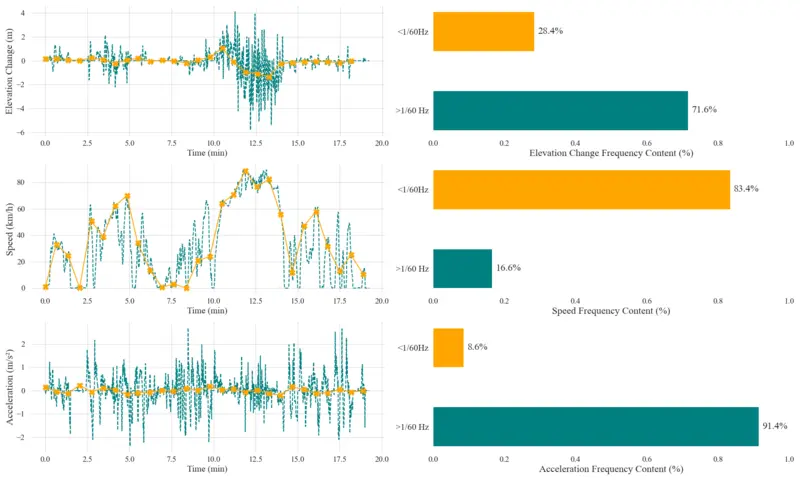 Elevation Change (m)
4
2
0
−2
−4
−6
0.0 2.5 5.0 7.5 10.0 12.5 15.0 17.5 20.0
Time (min)
<1/60Hz
28.4%
>1/60 Hz
71.6%
0.0 0.2 0.4 0.6 0.8 1.0
Elevation Change Frequency Content (%)
Speed (km/h)
80
60
40
20
0
0.0 2.5 5.0 7.5 10.0 12.5 15.0 17.5 20.0
Time (min)
<1/60Hz
83.4%
>1/60 Hz
16.6%
0.0 0.2 0.4 0.6 0.8 1.0
Speed Frequency Content (%)
Acceleration (m/s²)
2
1
0
−1
−2
0.0 2.5 5.0 7.5 10.0 12.5 15.0 17.5 20.0
Time (min)
<1/60Hz
8.6%
>1/60 Hz
91.4%
0.0 0.2 0.4 0.6 0.8 1.0
Acceleration Frequency Content (%)